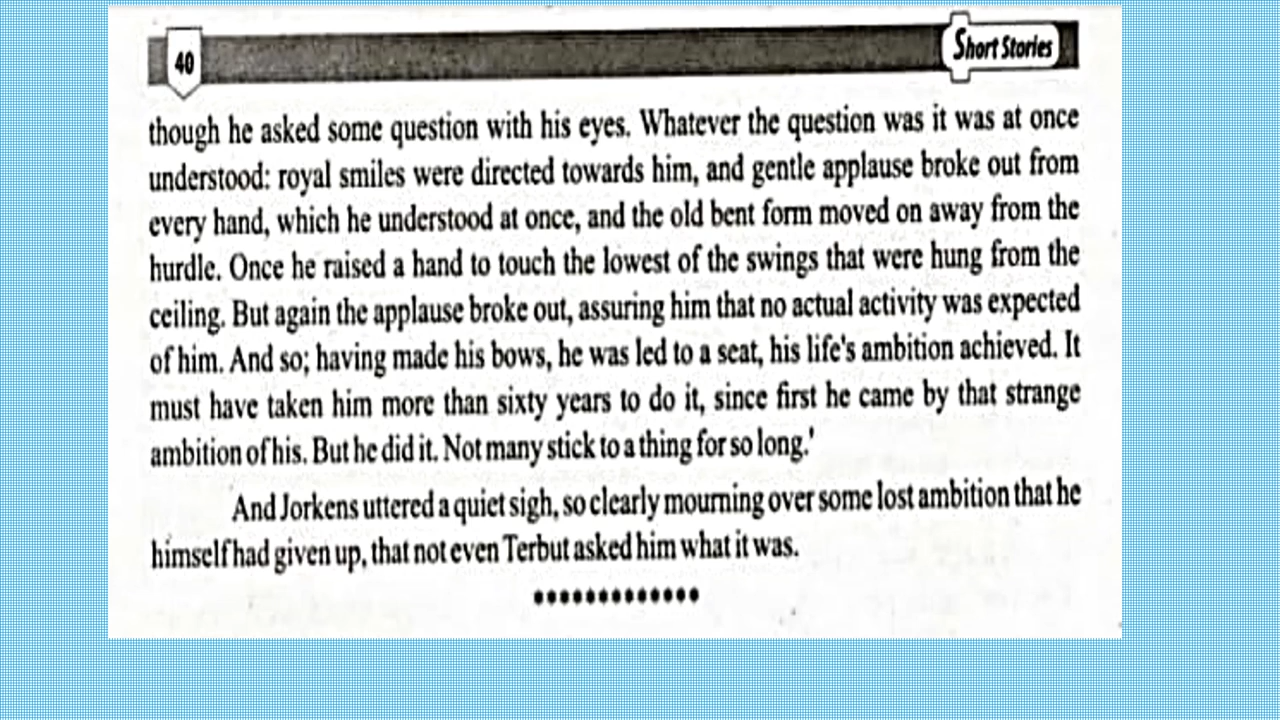 40
Short Stories
though he asked some question with his eyes. Whatever the question was it was at once
understood: royal smiles were directed towards him, and gentle applause broke out from
every hand, which he understood at once, and the old bent form moved on away from the
hurdle. Once he raised a hand to touch the lowest of the swings that were hung from the
ceiling. But again the applause broke out, assuring him that no actual activity was expected
of him. And so; having made his bows, he was led to a seat, his life's ambition achieved. It
must have taken him more than sixty years to do it, since first he came by that strange
ambition of his. But he did it. Not many stick to a thing for so long.'
And Jorkens uttered a quiet sigh, so clearly mourning over some lost ambition that he
himself had given up, that not even Terbut asked him what it was.